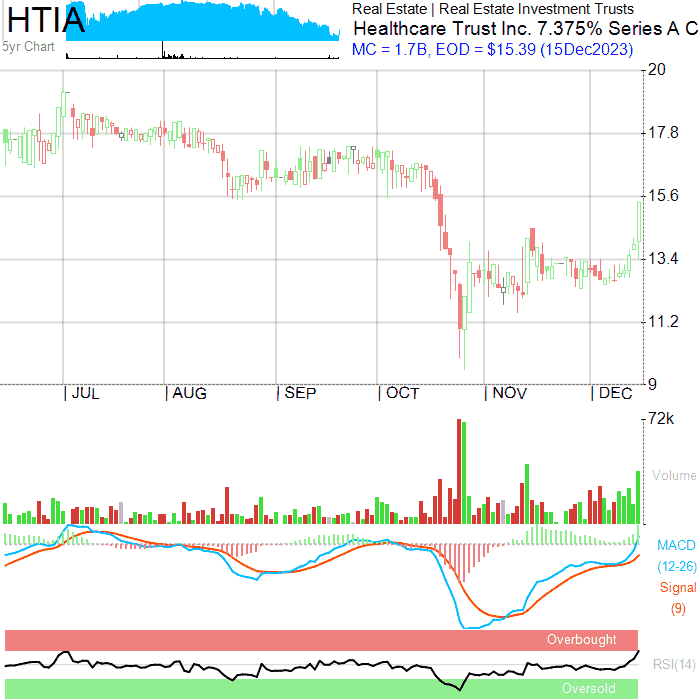 HTIA
5yr Chart
Real Estate | Real Estate Investment Trusts
Healthcare Trust Inc. 7.375% Series A C
MC = 1.7B, EOD = $15.39 (15Dec2023)
20
17.8
15.6
13.4
11.2
9
| JUL | AUG | SEP | OCT | NOV | DEC
72k
Volume
MACD
(12-26)
Signal
(9)
Overbought
RSI(14)
Oversold